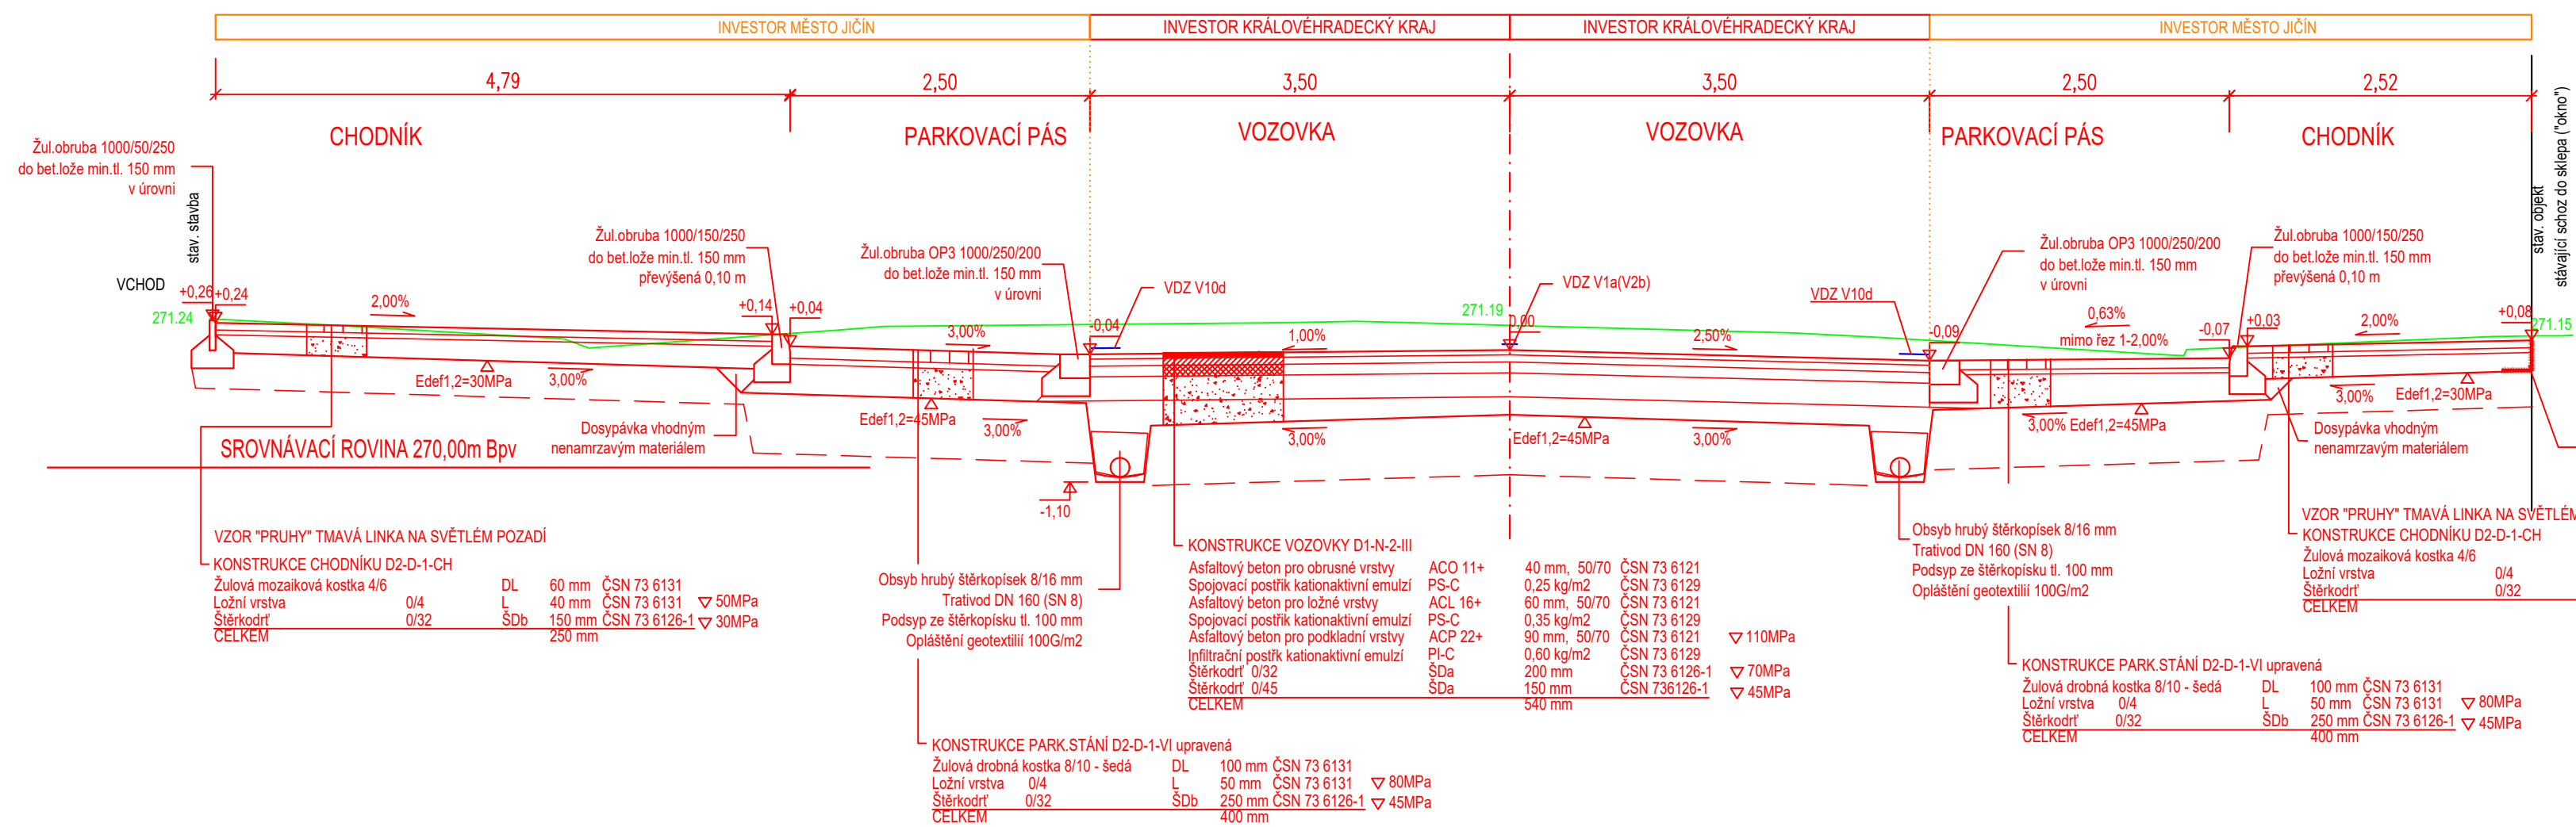 INVESTOR MĚSTO JIČÍN
INVESTOR KRÁLOVÉHRADECKÝ KRAJ
INVESTOR KRÁLOVÉHRADECKÝ KRAJ
INVESTOR MĚSTO JIČÍN
4,79
2,50
3,50
3,50
2,50
2,52
CHODNÍK
PARKOVACÍ PÁS
VOZOVKA
VOZOVKA
PARKOVACÍ PÁS
CHODNÍK
Žul.obruba 1000/50/250
do bet.lože min.tl. 150 mm
v úrovni
stav. stavba
VCHOD
271.24
+0,26
+0,24
2,00%
Žul.obruba 1000/150/250
do bet.lože min.tl. 150 mm
převýšená 0,10 m
+0,14
+0,04
Žul.obruba OP3 1000/250/200
do bet.lože min.tl. 150 mm
v úrovni
3,00%
-0,04
VDZ V10d
1,00%
271.19
0,00
VDZ V1a(V2b)
2,50%
VDZ V10d
-0,09
Žul.obruba OP3 1000/250/200
do bet.lože min.tl. 150 mm
v úrovni
0,63%
mimo řez 1-2,00%
-0,07
+0,03
Žul.obruba 1000/150/250
do bet.lože min.tl. 150 mm
převýšená 0,10 m
2,00%
+0,08
271.15
stav. objekt
stávající schoz do sklepa ("okno")
Edef1,2=30MPa
3,00%
Edef1,2=45MPa
3,00%
3,00%
Edef1,2=45MPa
3,00%
3,00%
Edef1,2=45MPa
3,00%
Edef1,2=30MPa
Dosypávka vhodným
nenamrzavým materiálem
Dosypávka vhodným
nenamrzavým materiálem
SROVNÁVACÍ ROVINA 270,00m Bpv
-1,10
VZOR "PRUHY" TMAVÁ LINKA NA SVĚTLÉM POZADÍ
KONSTRUKCE CHODNÍKU D2-D-1-CH
Žulová mozaiková kostka 4/6 DL 60 mm ČSN 73 6131
Ložní vrstva 0/4 L 40 mm ČSN 73 6131 50MPa
Štěrkodrť 0/32 ŠDb 150 mm ČSN 73 6126-1 30MPa
CELKEM 250 mm
Obsyb hrubý štěrkopísek 8/16 mm
Trativod DN 160 (SN 8)
Podsyp ze štěrkopísku tl. 100 mm
Opláštění geotextilií 100G/m2
KONSTRUKCE VOZOVKY D1-N-2-III
Asfaltový beton pro obrusné vrstvy ACO 11+ 40 mm, 50/70 ČSN 73 6121
Spojovací postřik kationaktivní emulzí PS-C 0,25 kg/m2 ČSN 73 6129
Asfaltový beton pro ložné vrstvy ACL 16+ 60 mm, 50/70 ČSN 73 6121
Spojovací postřik kationaktivní emulzí PS-C 0,35 kg/m2 ČSN 73 6129
Asfaltový beton pro podkladní vrstvy ACP 22+ 90 mm, 50/70 ČSN 73 6121 110MPa
Infiltrační postřk kationaktivní emulzí PI-C 0,60 kg/m2 ČSN 73 6129
Štěrkodrť 0/32 ŠDa 200 mm ČSN 73 6126-1 70MPa
Štěrkodrť 0/45 ŠDa 150 mm ČSN 736126-1 45MPa
CELKEM 540 mm
Obsyb hrubý štěrkopísek 8/16 mm
Trativod DN 160 (SN 8)
Podsyp ze štěrkopísku tl. 100 mm
Opláštění geotextilií 100G/m2
VZOR "PRUHY" TMAVÁ LINKA NA SVĚTLÉM
KONSTRUKCE CHODNÍKU D2-D-1-CH
Žulová mozaiková kostka 4/6
Ložní vrstva 0/4
Štěrkodrť 0/32
CELKEM
KONSTRUKCE PARK.STÁNÍ D2-D-1-VI upravená
Žulová drobná kostka 8/10 - šedá DL 100 mm ČSN 73 6131
Ložní vrstva 0/4 L 50 mm ČSN 73 6131 80MPa
Štěrkodrť 0/32 ŠDb 250 mm ČSN 73 6126-1 45MPa
CELKEM 400 mm
KONSTRUKCE PARK.STÁNÍ D2-D-1-VI upravená
Žulová drobná kostka 8/10 - šedá DL 100 mm ČSN 73 6131
Ložní vrstva 0/4 L 50 mm ČSN 73 6131 80MPa
Štěrkodrť 0/32 ŠDb 250 mm ČSN 73 6126-1 45MPa
CELKEM 400 mm